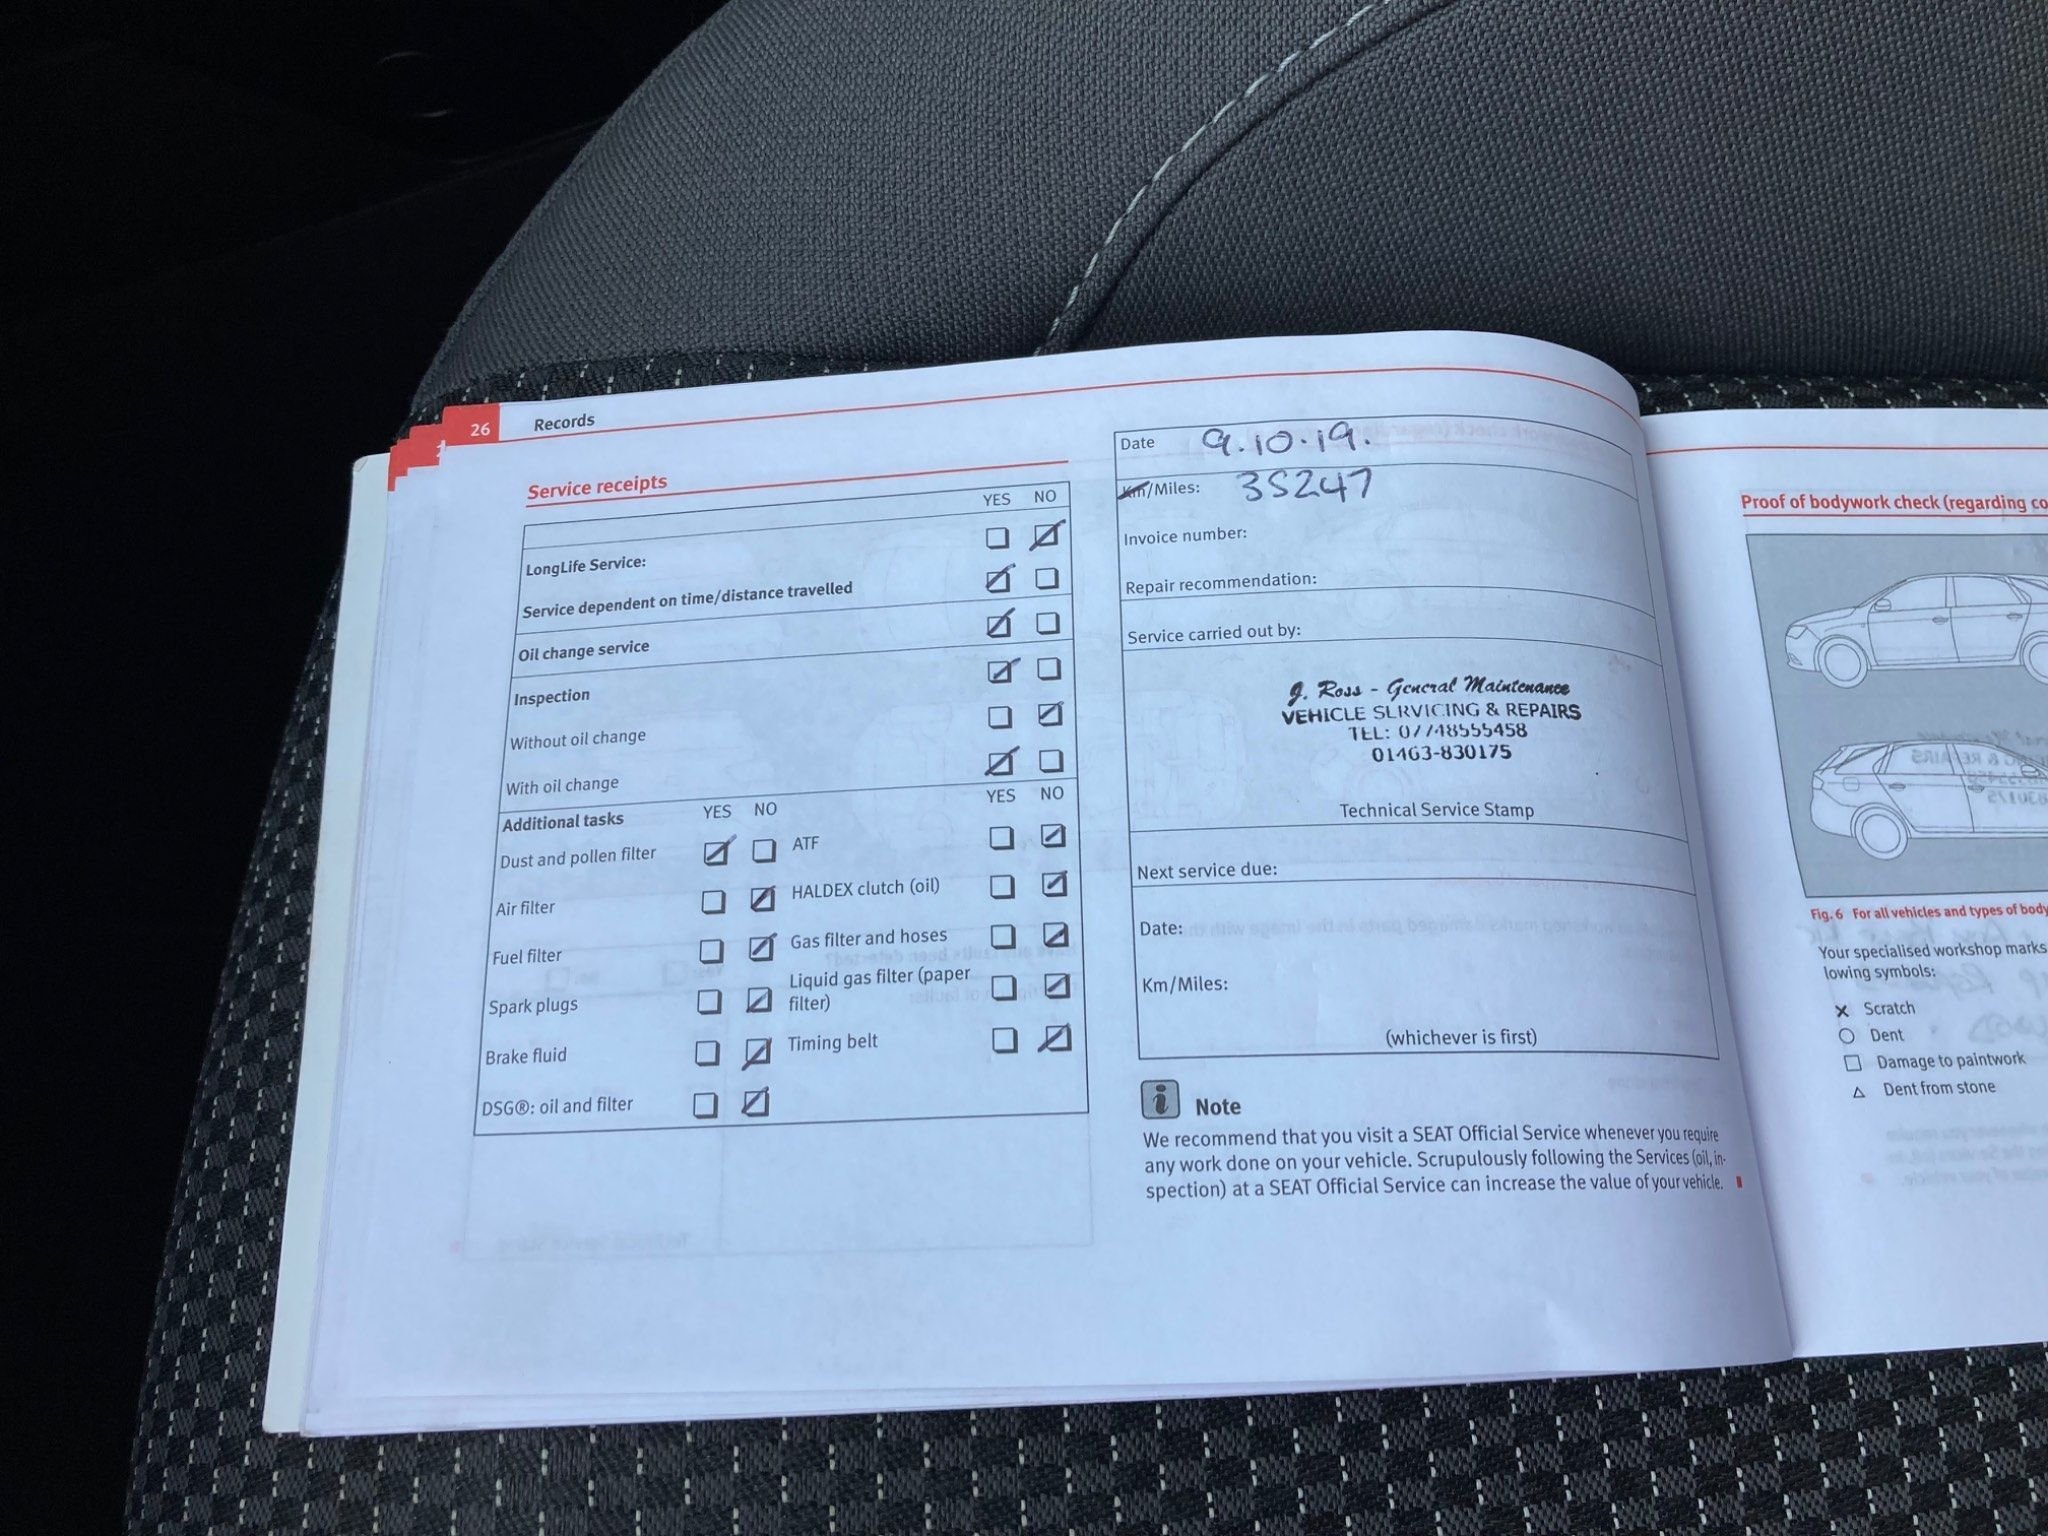 26 Records
Service receipts
YES NO
LongLife Service:
Service dependent on time/distance travelled
Oil change service
Inspection
Without oil change
With oil change
Additional tasks YES NO YES NO
Dust and pollen filter ATF
Air filter HALDEX clutch (oil)
Fuel filter Gas filter and hoses
Spark plugs Liquid gas filter (paper
filter)
Brake fluid Timing belt
DSG®: oil and filter
Date 9.10.19.
Km/Miles: 35247
Invoice number:
Repair recommendation:
Service carried out by:
J. Ross - General Maintenance
VEHICLE SERVICING & REPAIRS
TEL: 07748555458
01463-830175
Technical Service Stamp
Next service due:
Date:
Km/Miles:
(whichever is first)
i Note
We recommend that you visit a SEAT Official Service whenever you require
any work done on your vehicle. Scrupulously following the Services (oil, in-
spection) at a SEAT Official Service can increase the value of your vehicle.
Proof of bodywork check (regarding co
Fig. 6 For all vehicles and types of body
Your specialised workshop marks
lowing symbols:
Scratch
Dent
Damage to paintwork
Dent from stone